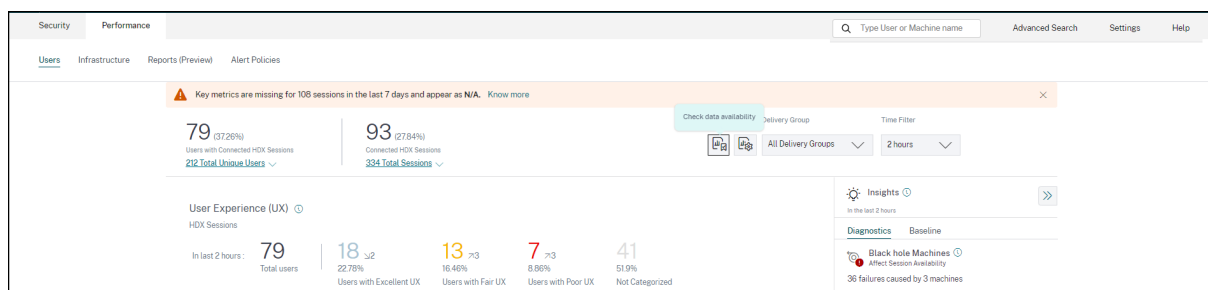 Security Performance Type User or Machine name Advanced Search Settings Help
Users Infrastructure Reports (Preview) Alert Policies
Key metrics are missing for 108 sessions in the last 7 days and appear as N/A. Know more
Check data availability
79 (37.26%)
Users with Connected HDX Sessions
212 Total Unique Users
93 (27.84%)
Connected HDX Sessions
334 Total Sessions
Delivery Group
All Delivery Groups
Time Filter
2 hours
User Experience (UX)
HDX Sessions
In last 2 hours :
79
Total users
18 2
22.78%
Users with Excellent UX
13 3
16.46%
Users with Fair UX
7 3
8.86%
Users with Poor UX
41
51.9%
Not Categorized
Insights
In the last 2 hours
Diagnostics Baseline
Black hole Machines
Affect Session Availability
36 failures caused by 3 machines